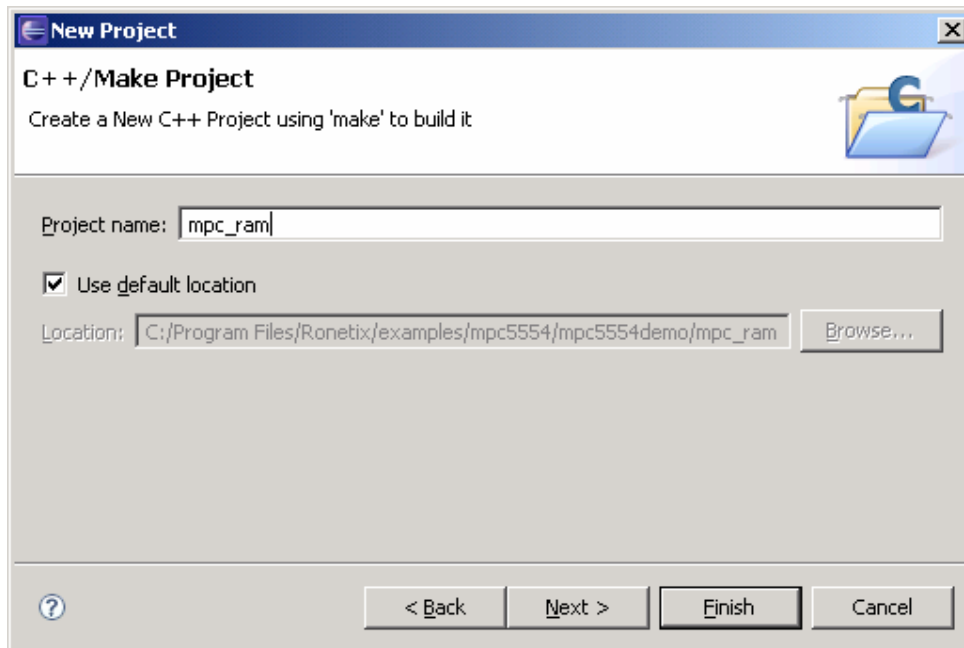 New Project
C++/Make Project
Create a New C++ Project using 'make' to build it
Project name: mpc_ram
Use default location
Location: C:/Program Files/Ronetix/examples/mpc5554/mpc5554demo/mpc_ram Browse...
? < Back Next > Finish Cancel